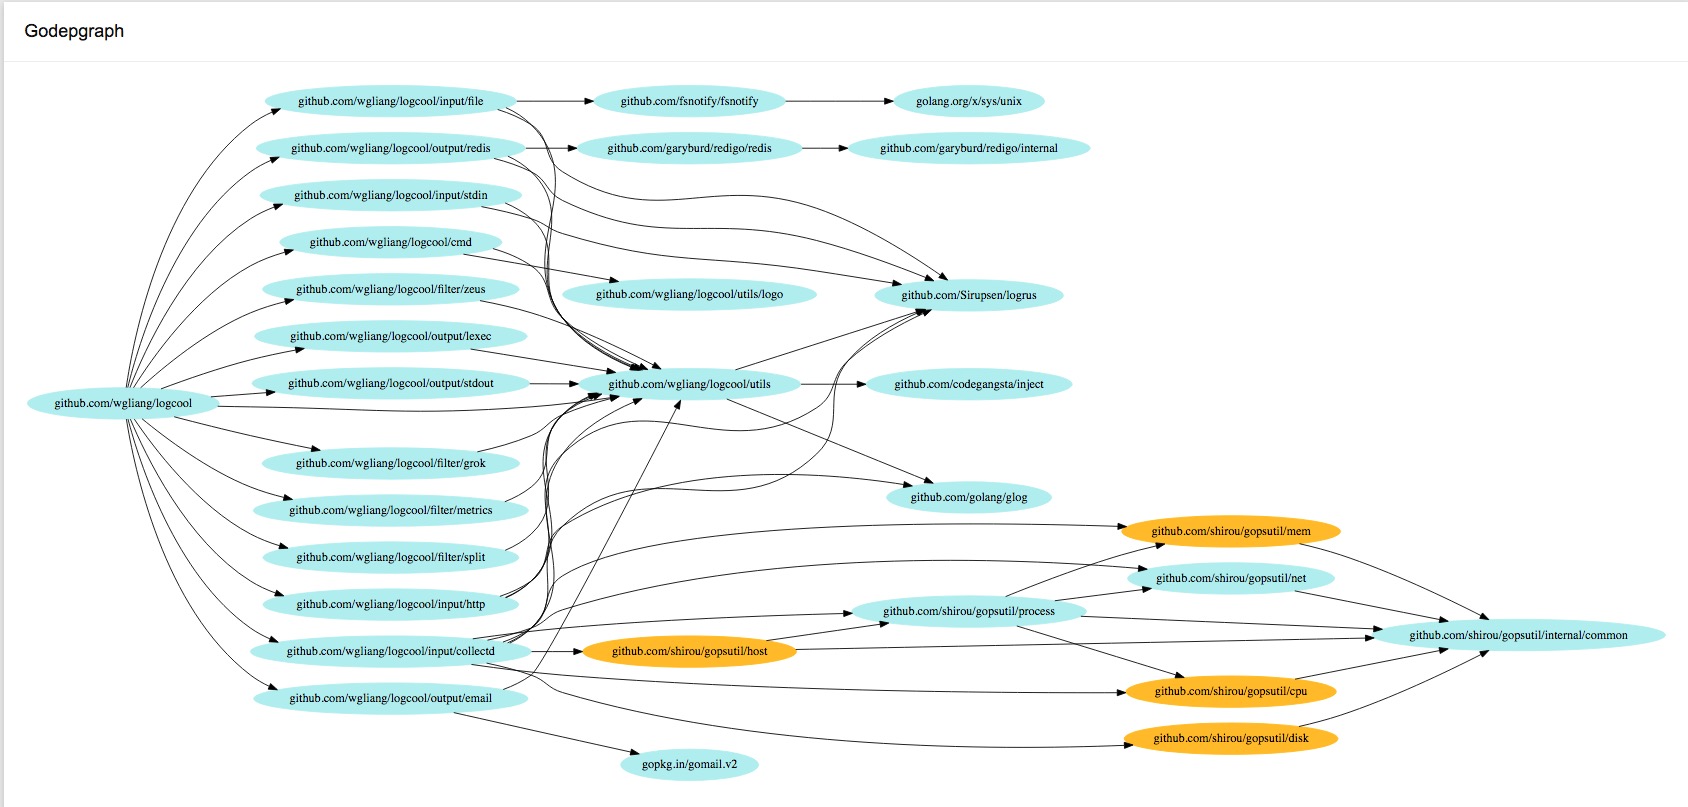 Godepgraph
github.com/wgliang/logcool/input/file
github.com/fsnotify/fsnotify
golang.org/x/sys/unix
github.com/wgliang/logcool/output/redis
github.com/garyburd/redigo/redis
github.com/garyburd/redigo/internal
github.com/wgliang/logcool/input/stdin
github.com/wgliang/logcool/cmd
github.com/wgliang/logcool/filter/zeus
github.com/wgliang/logcool/utils/logo
github.com/Sirupsen/logrus
github.com/wgliang/logcool/output/lexec
github.com/wgliang/logcool/output/stdout
github.com/wgliang/logcool/utils
github.com/codegangsta/inject
github.com/wgliang/logcool
github.com/wgliang/logcool/filter/grok
github.com/golang/glog
github.com/wgliang/logcool/filter/metrics
github.com/shirou/gopsutil/mem
github.com/wgliang/logcool/filter/split
github.com/shirou/gopsutil/net
github.com/wgliang/logcool/input/http
github.com/shirou/gopsutil/process
github.com/shirou/gopsutil/internal/common
github.com/wgliang/logcool/input/collectd
github.com/shirou/gopsutil/host
github.com/wgliang/logcool/output/email
github.com/shirou/gopsutil/cpu
github.com/shirou/gopsutil/disk
gopkg.in/gomail.v2